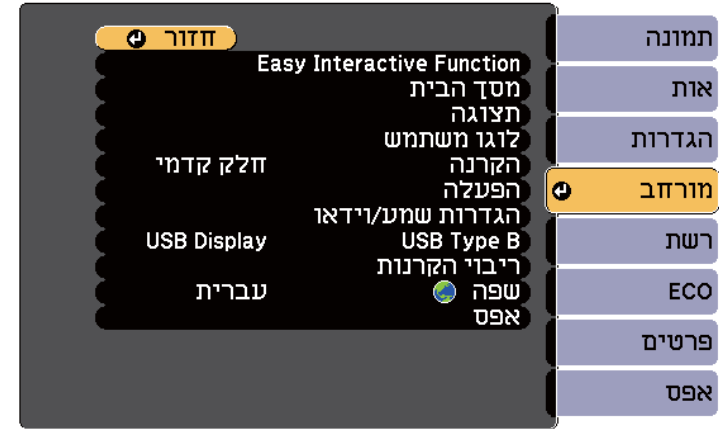 תמונה
אות
הגדרות
מורחב
רשת
ECO
פרטים
אפס
חזור
Easy Interactive Function
מסך הבית
תצוגה
לוגו משתמש
הקרנה חלק קדמי
הפעלה
הגדרות שמע/וידאו
USB Type B USB Display
ריבוי הקרנות
שפה עברית
אפס